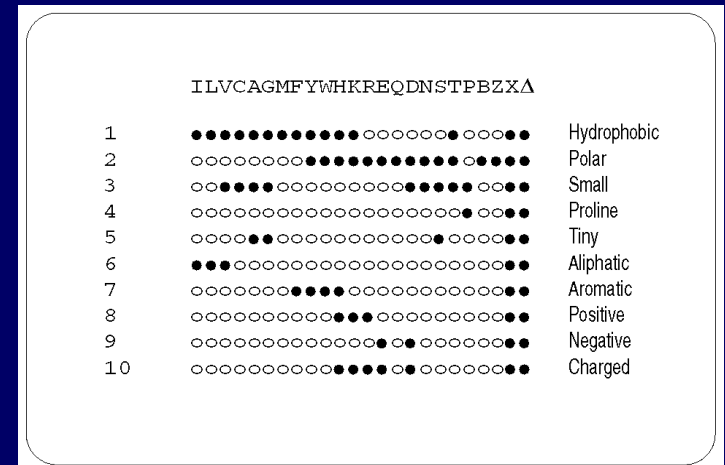 ILVCAGMFYWHKREQDNSTPBZXΔ
1 Hydrophobic
2 Polar
3 Small
4 Proline
5 Tiny
6 Aliphatic
7 Aromatic
8 Positive
9 Negative
10 Charged